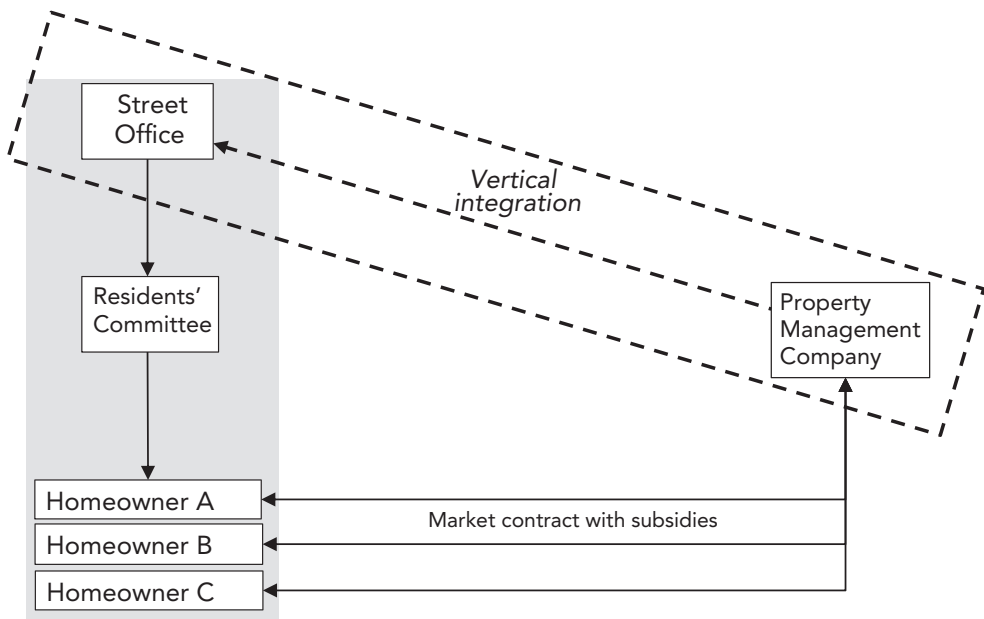 Street
Office
Vertical
integration
Residents’
Committee
Property
Management
Company
Homeowner A
Market contract with subsidies
Homeowner B
Homeowner C